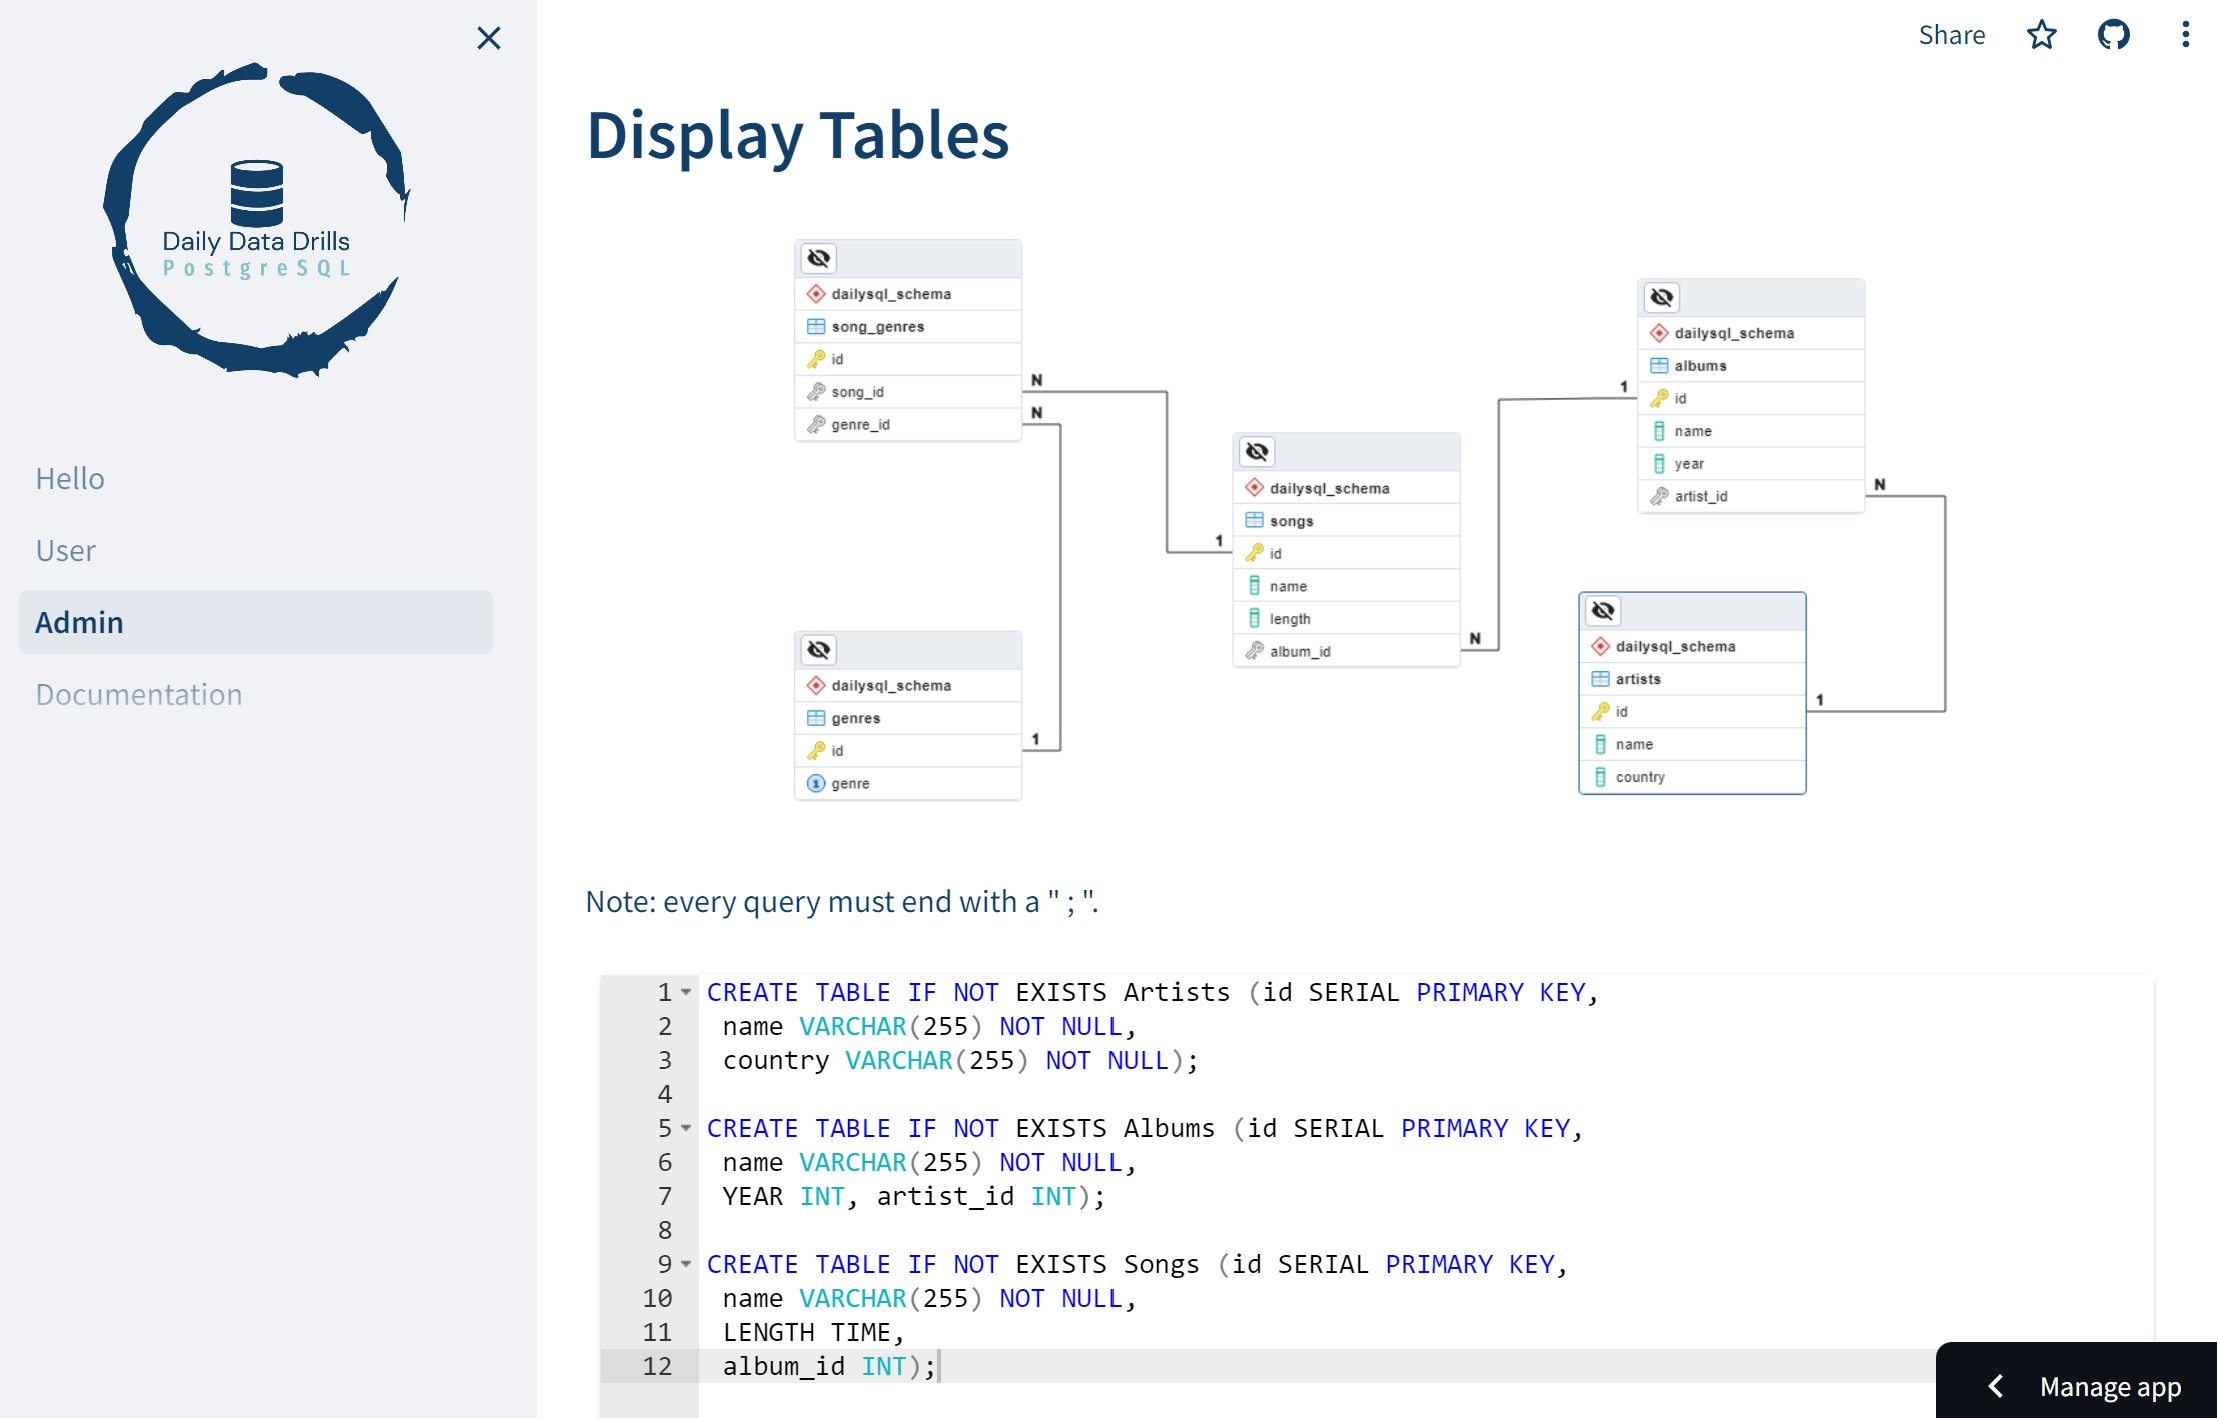 Share
Daily Data Drills
PostgreSQL
Hello
User
Admin
Documentation
Display Tables
dailysql_schema
song_genres
id
song_id
genre_id
N
N
dailysql_schema
genres
id
genre
1
dailysql_schema
songs
id
name
length
album_id
1
N
dailysql_schema
albums
id
name
year
artist_id
1
N
dailysql_schema
artists
id
name
country
1
Note: every query must end with a " ; ".
1 CREATE TABLE IF NOT EXISTS Artists (id SERIAL PRIMARY KEY,
2 name VARCHAR(255) NOT NULL,
3 country VARCHAR(255) NOT NULL);
4
5 CREATE TABLE IF NOT EXISTS Albums (id SERIAL PRIMARY KEY,
6 name VARCHAR(255) NOT NULL,
7 YEAR INT, artist_id INT);
8
9 CREATE TABLE IF NOT EXISTS Songs (id SERIAL PRIMARY KEY,
10 name VARCHAR(255) NOT NULL,
11 LENGTH TIME,
12 album_id INT);
Manage app